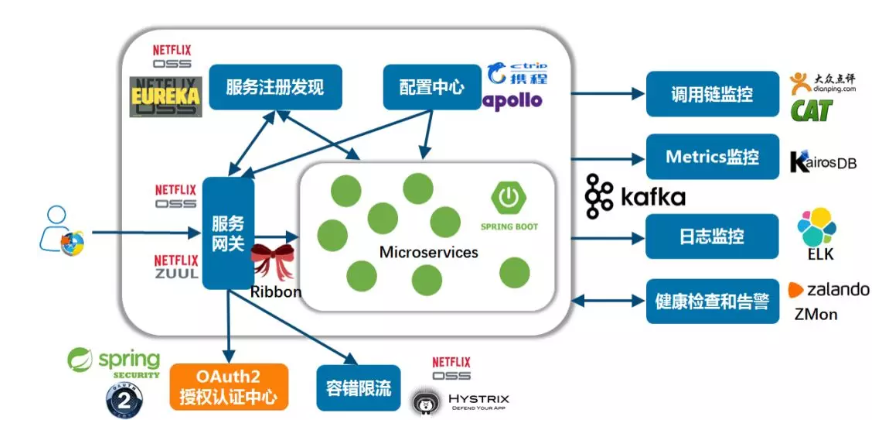 NETFLIX
OSS
NETFLIX
EUREKA
OSS
服务注册发现
配置中心
ctrip
携程
apollo
调用链监控
大众点评
dianping.com
CAT
Metrics监控
KairosDB
kafka
NETFLIX
OSS
服务
网关
NETFLIX
ZUUL
Ribbon
Microservices
SPRING BOOT
日志监控
ELK
健康检查和告警
zalando
ZMon
spring
SECURITY
OAUTH
2
OAuth2
授权认证中心
容错限流
NETFLIX
OSS
HYSTRIX
DEFEND YOUR APP